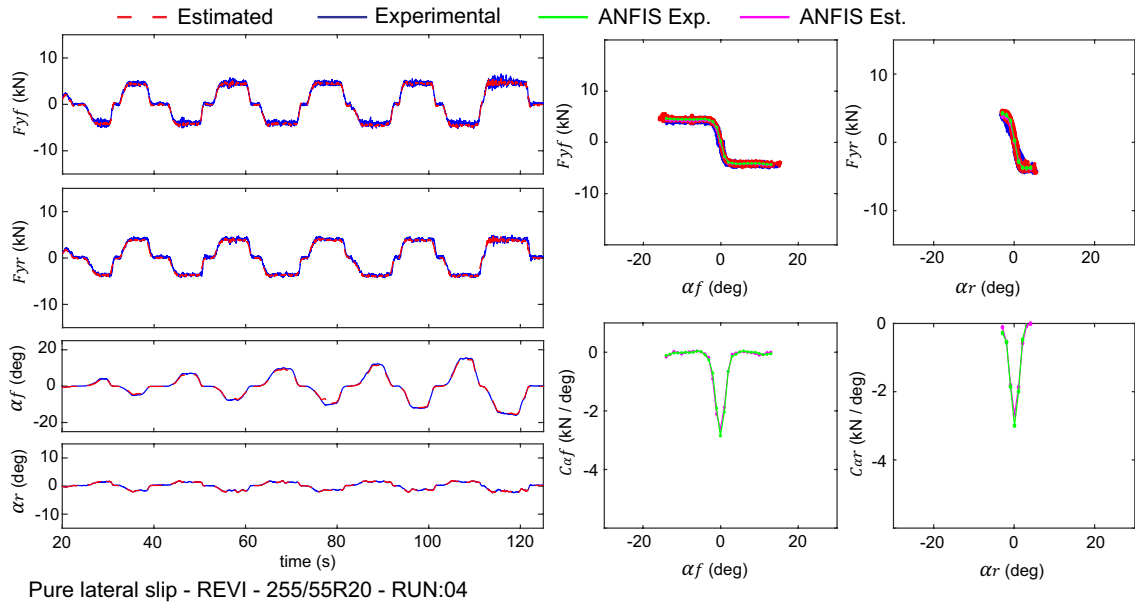 Estimated Experimental ANFIS Exp. ANFIS Est.
Fyf (kN)
10
0
-10
Fyr (kN)
10
0
-10
αf (deg)
20
0
-20
αr (deg)
10
0
-10
20 40 60 80 100 120
time (s)
Fyf (kN)
10
0
-10
-20 0 20
αf (deg)
Fyr (kN)
10
0
-10
-20 0 20
αr (deg)
Cαf (kN / deg)
0
-2
-4
-20 0 20
αf (deg)
Cαr (kN / deg)
0
-2
-4
-20 0 20
αr (deg)
Pure lateral slip - REVI - 255/55R20 - RUN:04